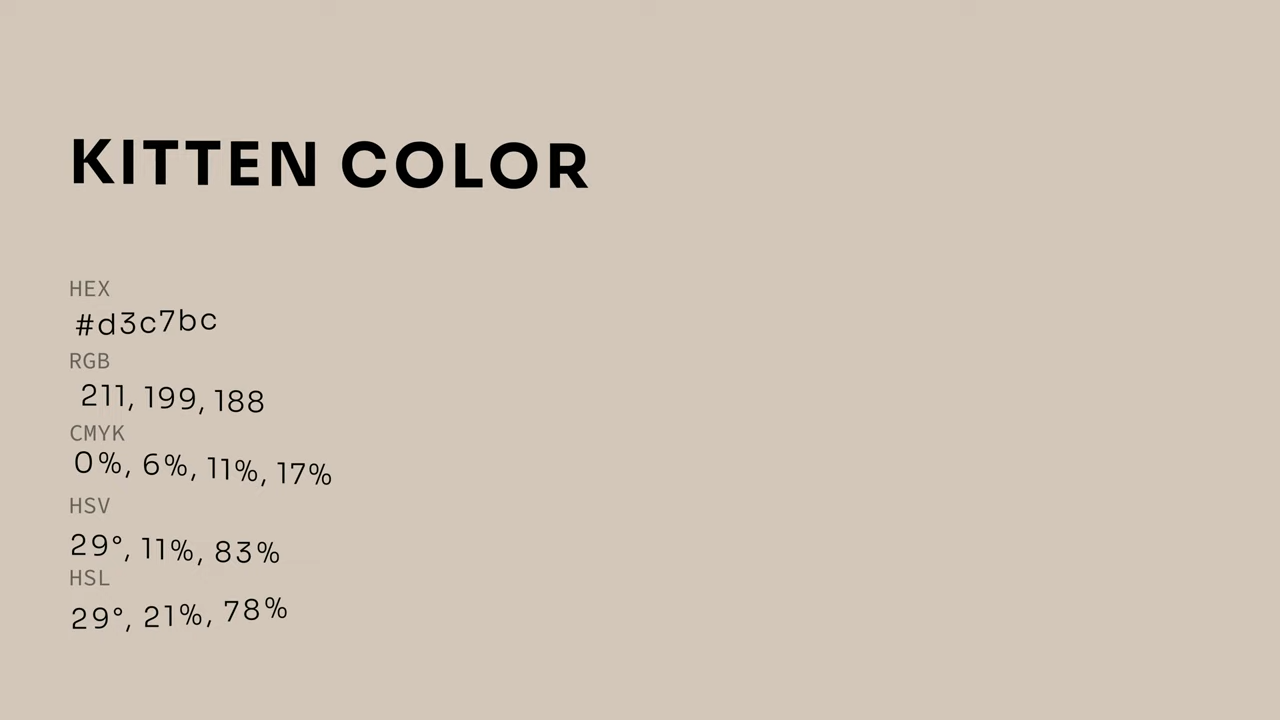 KITTEN COLOR
HEX
#d3c7bc
RGB
211, 199, 188
CMYK
0%, 6%, 11%, 17%
HSV
29°, 11%, 83%
HSL
29°, 21%, 78%